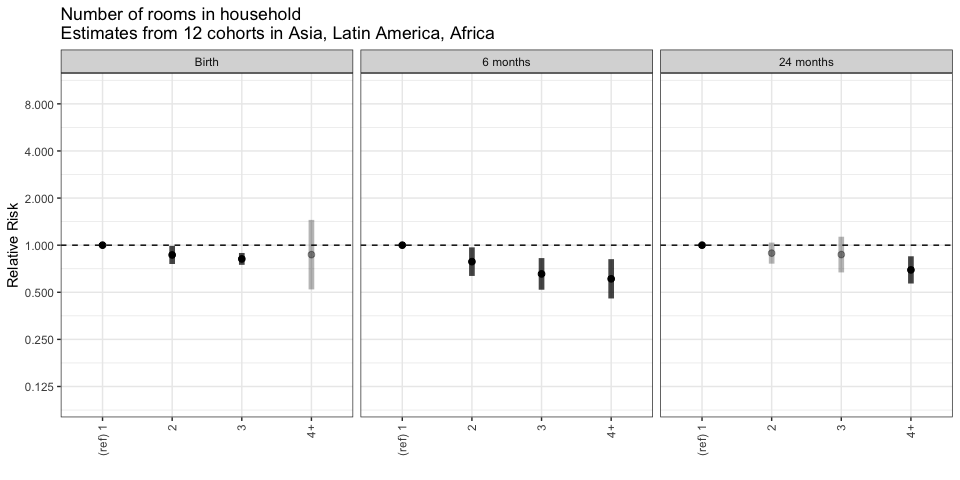 Number of rooms in household
Estimates from 12 cohorts in Asia, Latin America, Africa
Birth
6 months
24 months
Relative Risk
8.000
4.000
2.000
1.000
0.500
0.250
0.125
(ref) 1
2
3
4+
(ref) 1
2
3
4+
(ref) 1
2
3
4+